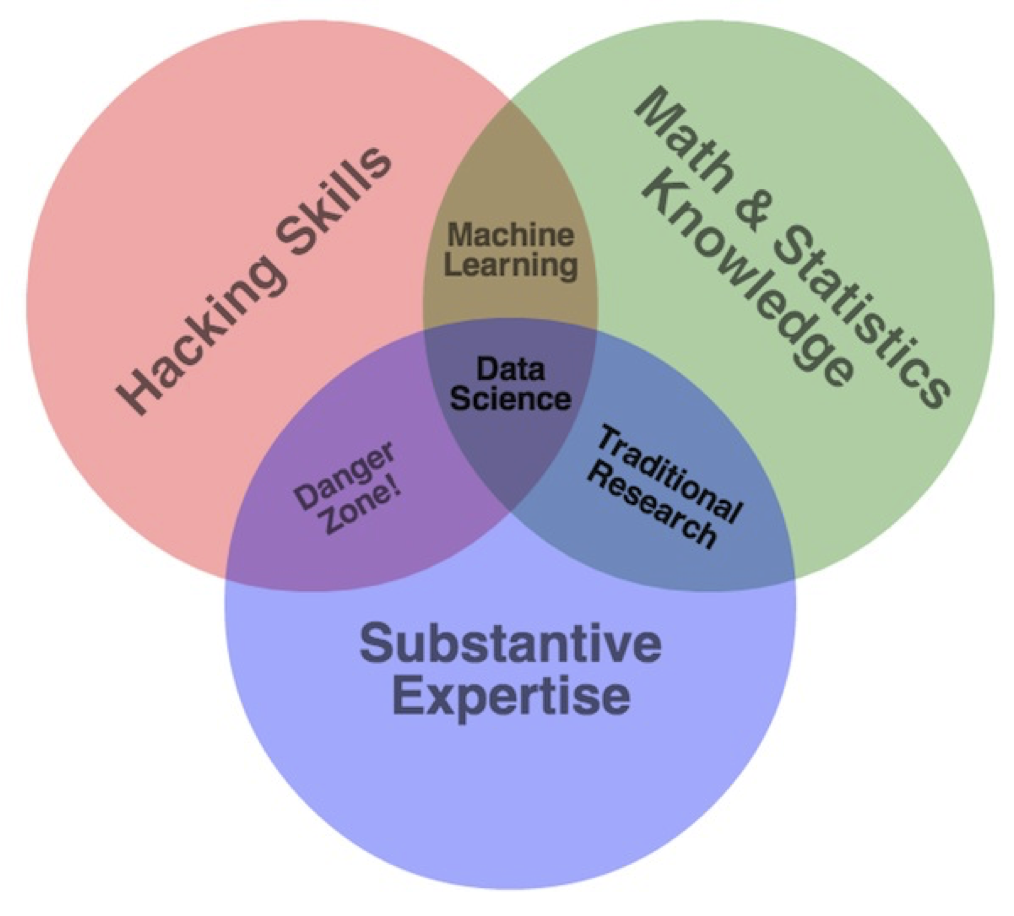 Hacking Skills
Math & Statistics
Knowledge
Machine
Learning
Data
Science
Danger
Zone!
Traditional
Research
Substantive
Expertise